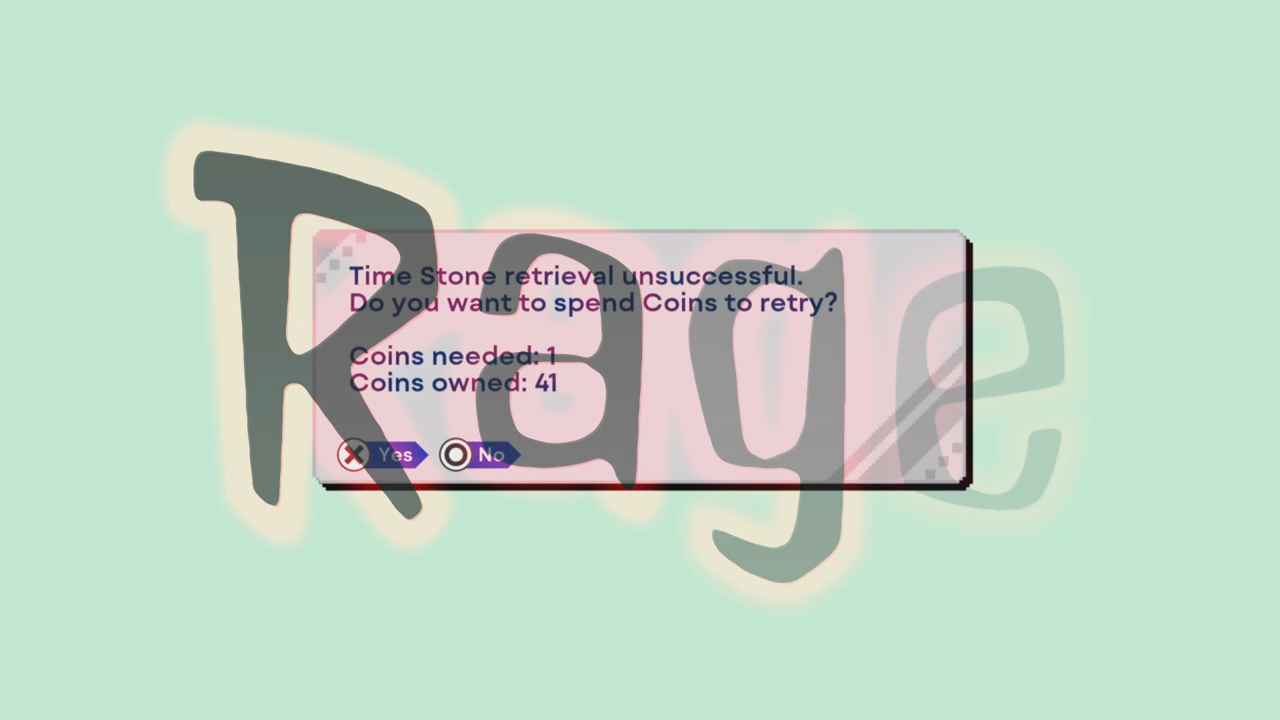 Rage
Time Stone retrieval unsuccessful.
Do you want to spend Coins to retry?
Coins needed: 1
Coins owned: 41
Yes No